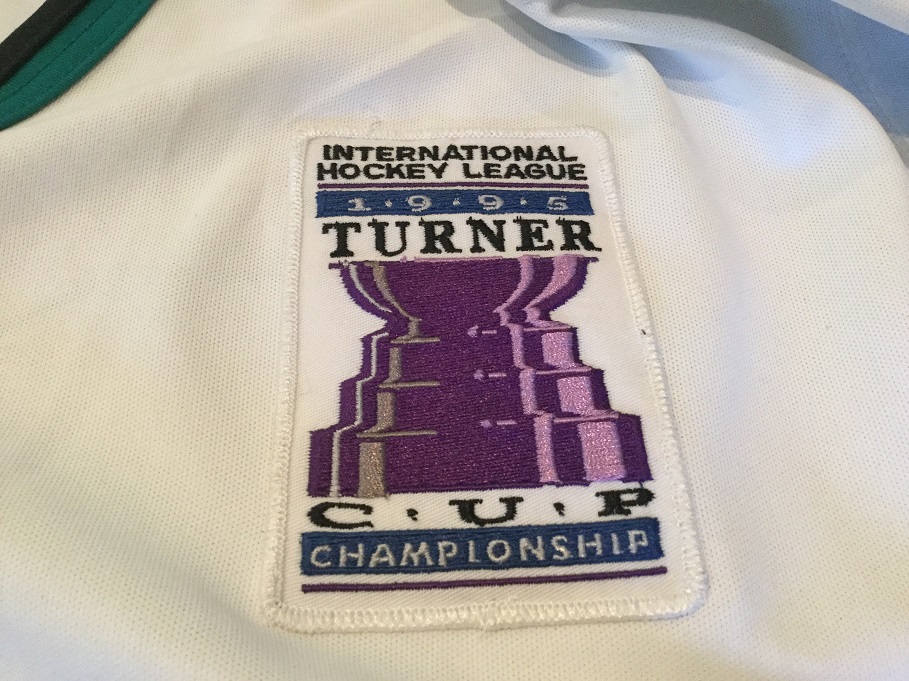 INTERNATIONAL
HOCKEY LEAGUE
1·9·9·5
TURNER
C·U·P
CHAMPIONSHIP